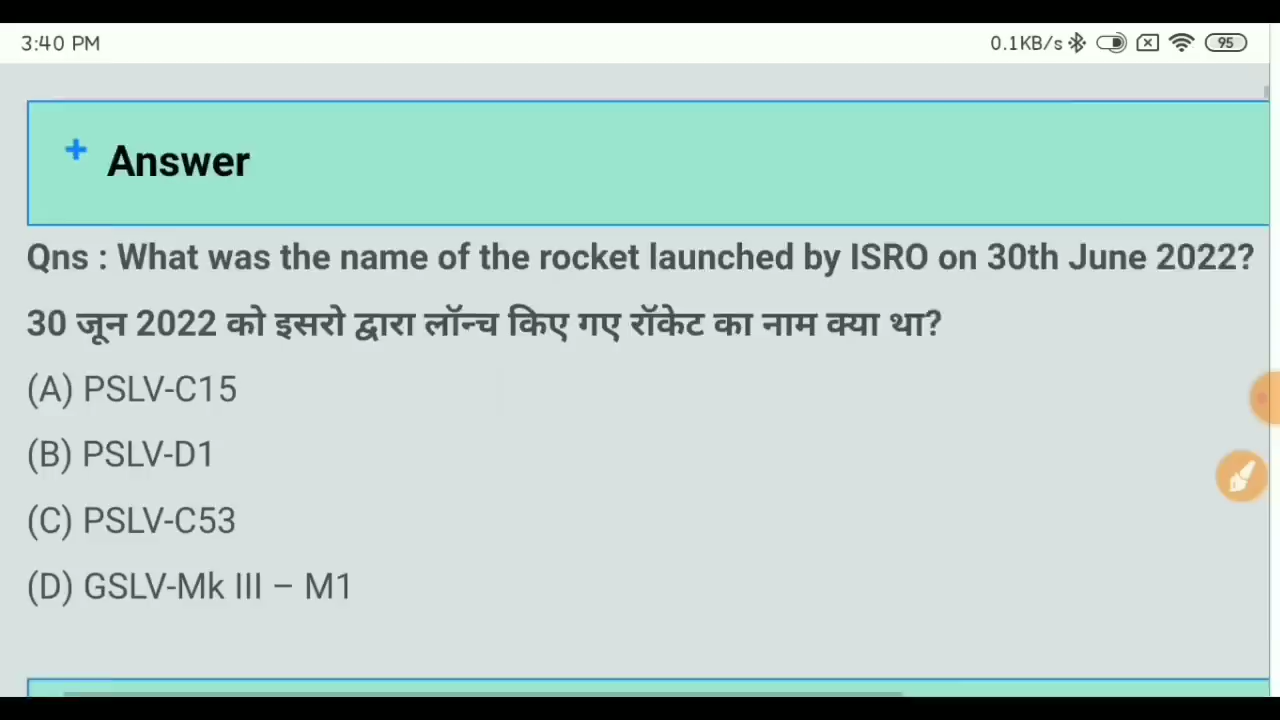 3:40 PM
0.1KB/s
95
+ Answer
Qns : What was the name of the rocket launched by ISRO on 30th June 2022?
30 जून 2022 को इसरो द्वारा लॉन्च किए गए रॉकेट का नाम क्या था?
(A) PSLV-C15
(B) PSLV-D1
(C) PSLV-C53
(D) GSLV-Mk III – M1